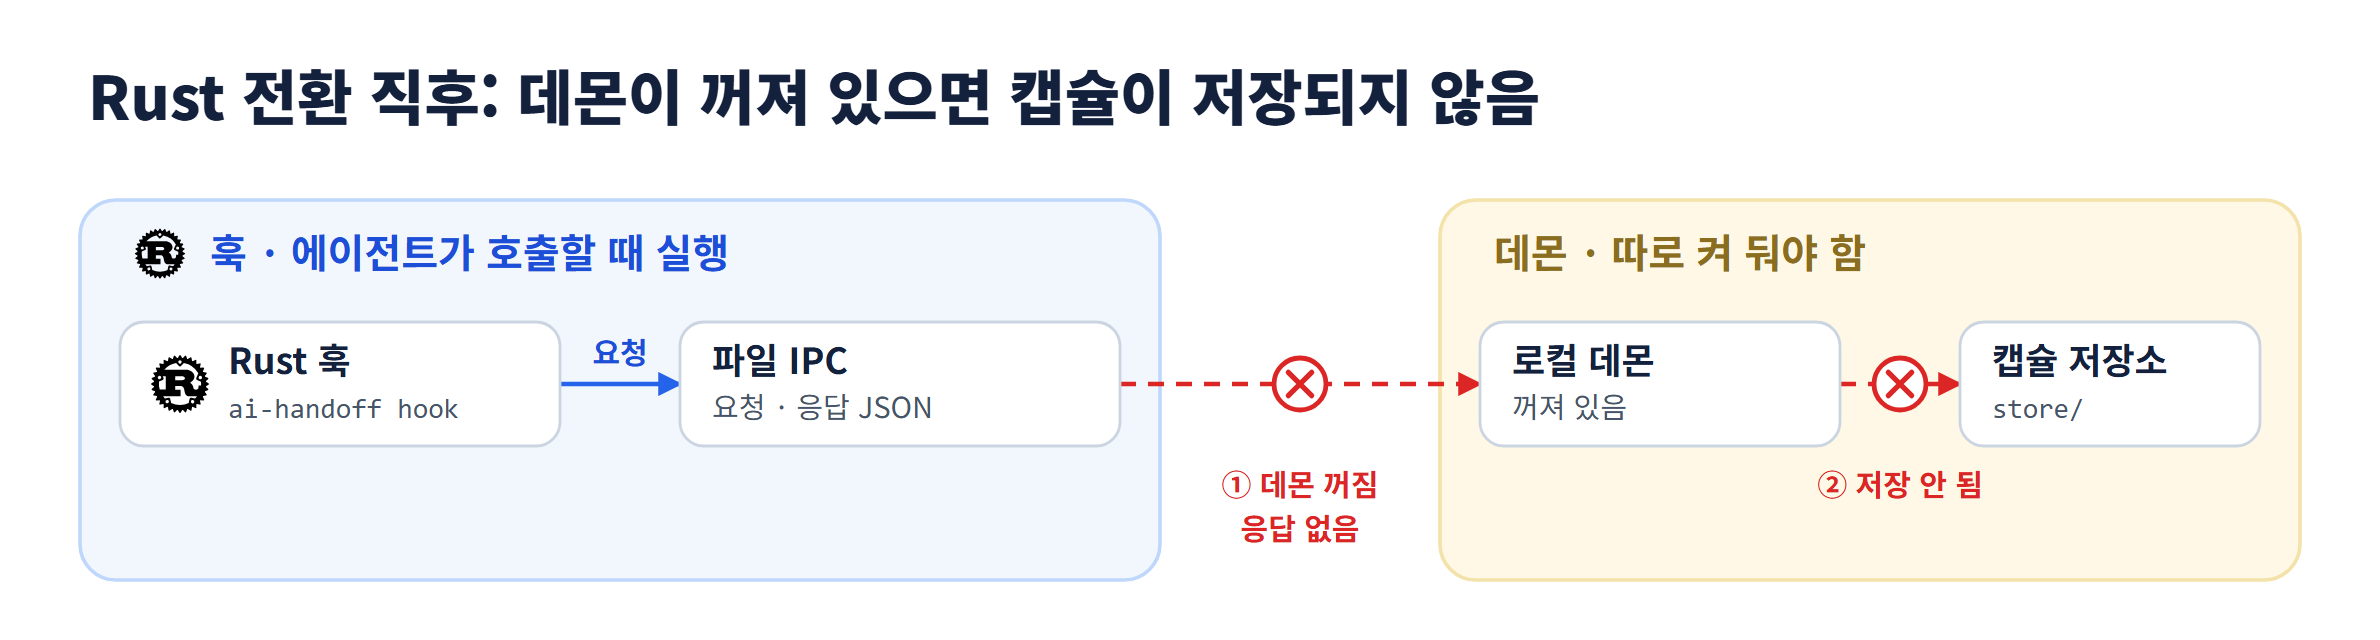 Rust 전환 직후: 데몬이 꺼져 있으면 캡슐이 저장되지 않음
훅 · 에이전트가 호출할 때 실행
Rust 훅
ai-handoff hook
요청
파일 IPC
요청 · 응답 JSON
① 데몬 꺼짐
응답 없음
데몬 · 따로 켜 둬야 함
로컬 데몬
꺼져 있음
② 저장 안 됨
캡슐 저장소
store/